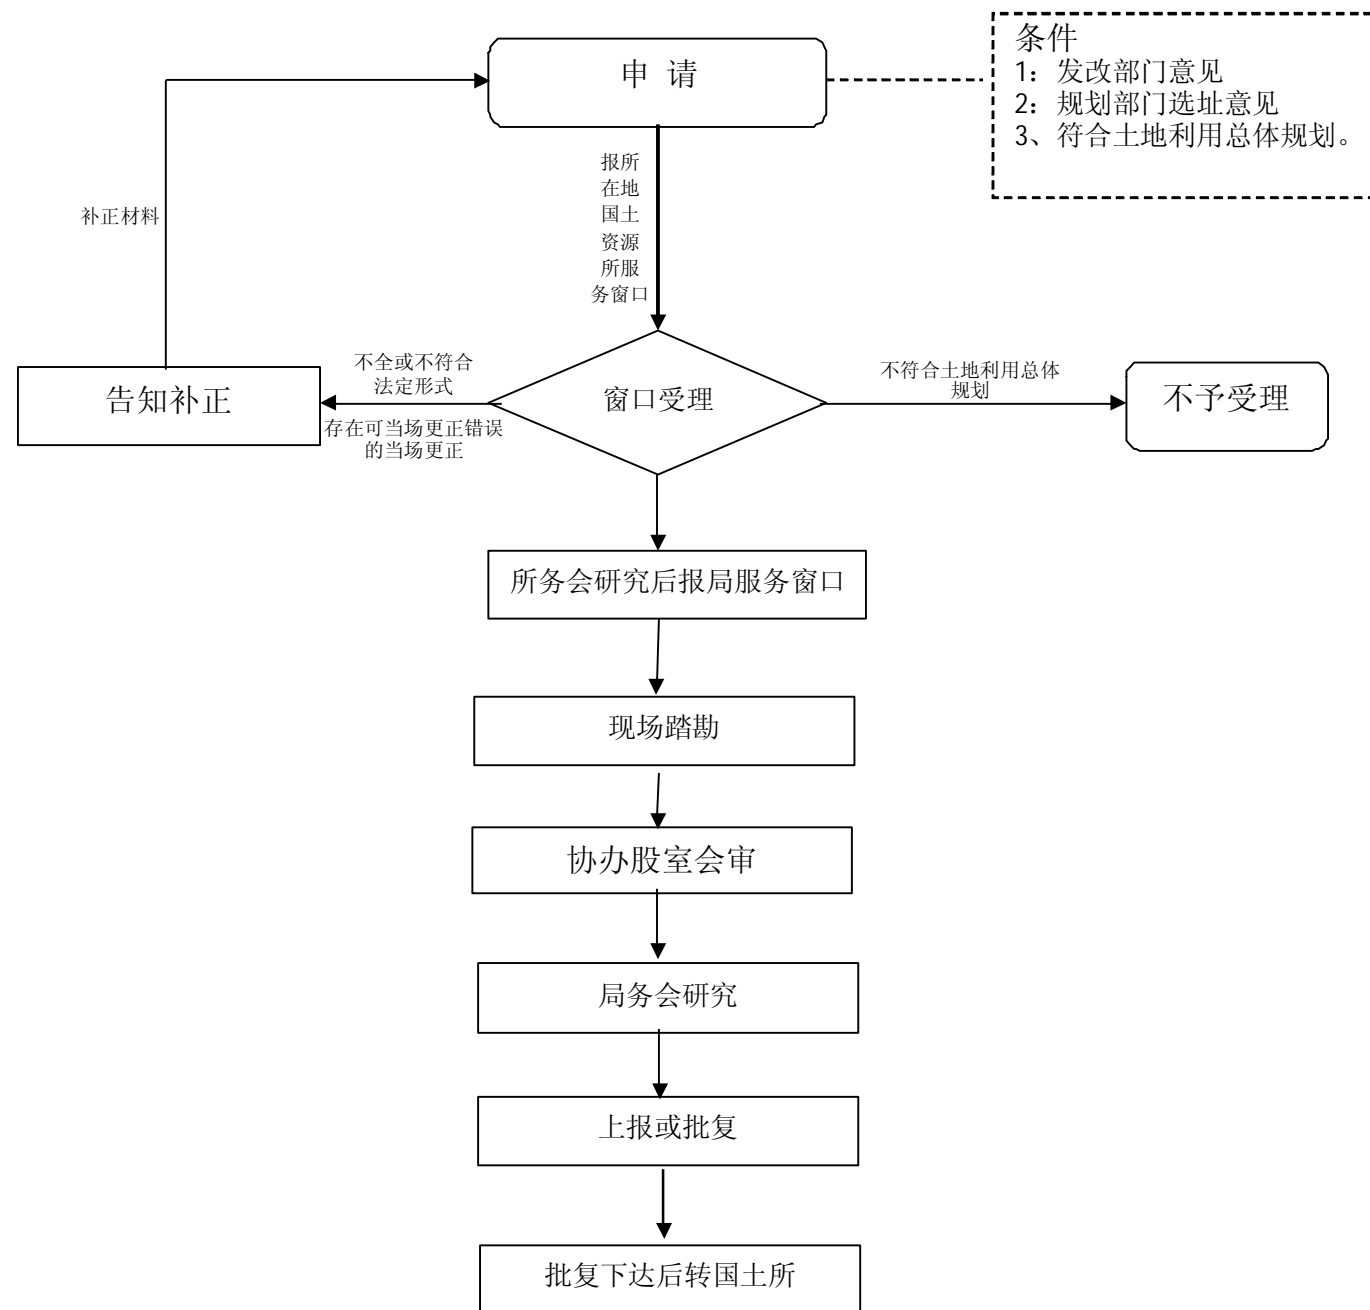 申 请
条件
1：发改部门意见
2：规划部门选址意见
3、符合土地利用总体规划。
报所
在地
国土
资源
所服
务窗口
补正材料
告知补正
不全或不符合
法定形式
存在可当场更正错误
的当场更正
窗口受理
不符合土地利用总体
规划
不予受理
所务会研究后报局服务窗口
现场踏勘
协办股室会审
局务会研究
上报或批复
批复下达后转国土所